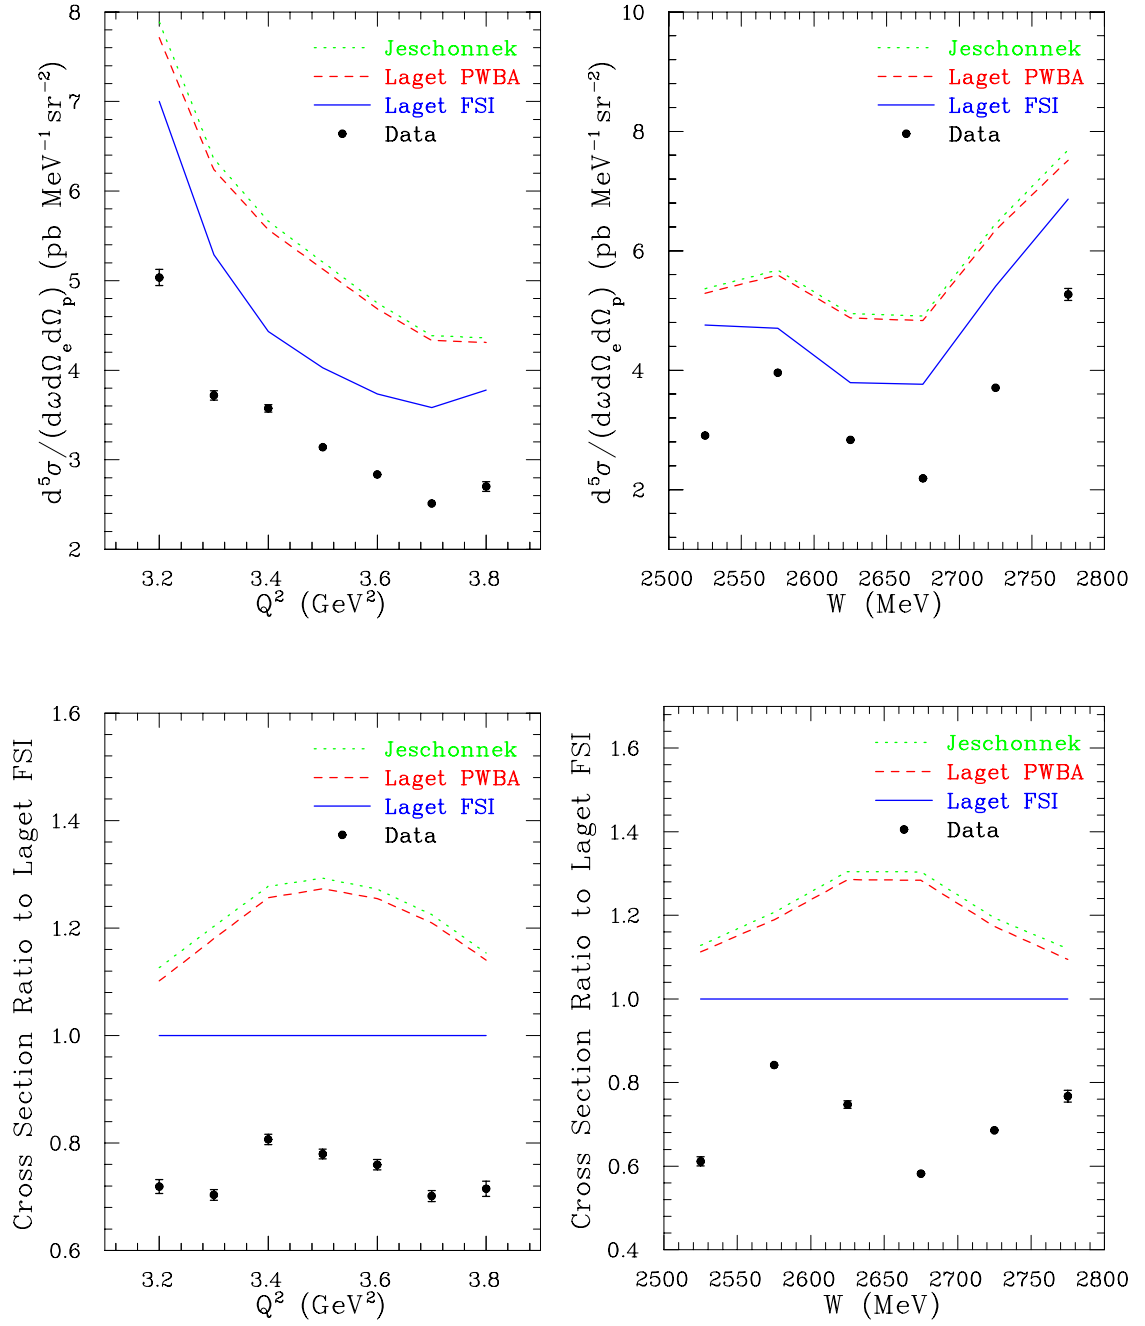 8
7
6
5
4
3
2
3.2 3.4 3.6 3.8
Q² (GeV²)
d⁵σ/(dωdΩₑdΩₚ) (pb MeV⁻¹sr⁻²)
Jeschonnek
Laget PWBA
Laget FSI
Data
10
8
6
4
2
2500 2550 2600 2650 2700 2750 2800
W (MeV)
d⁵σ/(dωdΩₑdΩₚ) (pb MeV⁻¹sr⁻²)
Jeschonnek
Laget PWBA
Laget FSI
Data
1.6
1.4
1.2
1.0
0.8
0.6
3.2 3.4 3.6 3.8
Q² (GeV²)
Cross Section Ratio to Laget FSI
Jeschonnek
Laget PWBA
Laget FSI
Data
1.6
1.4
1.2
1.0
0.8
0.6
0.4
2500 2550 2600 2650 2700 2750 2800
W (MeV)
Cross Section Ratio to Laget FSI
Jeschonnek
Laget PWBA
Laget FSI
Data